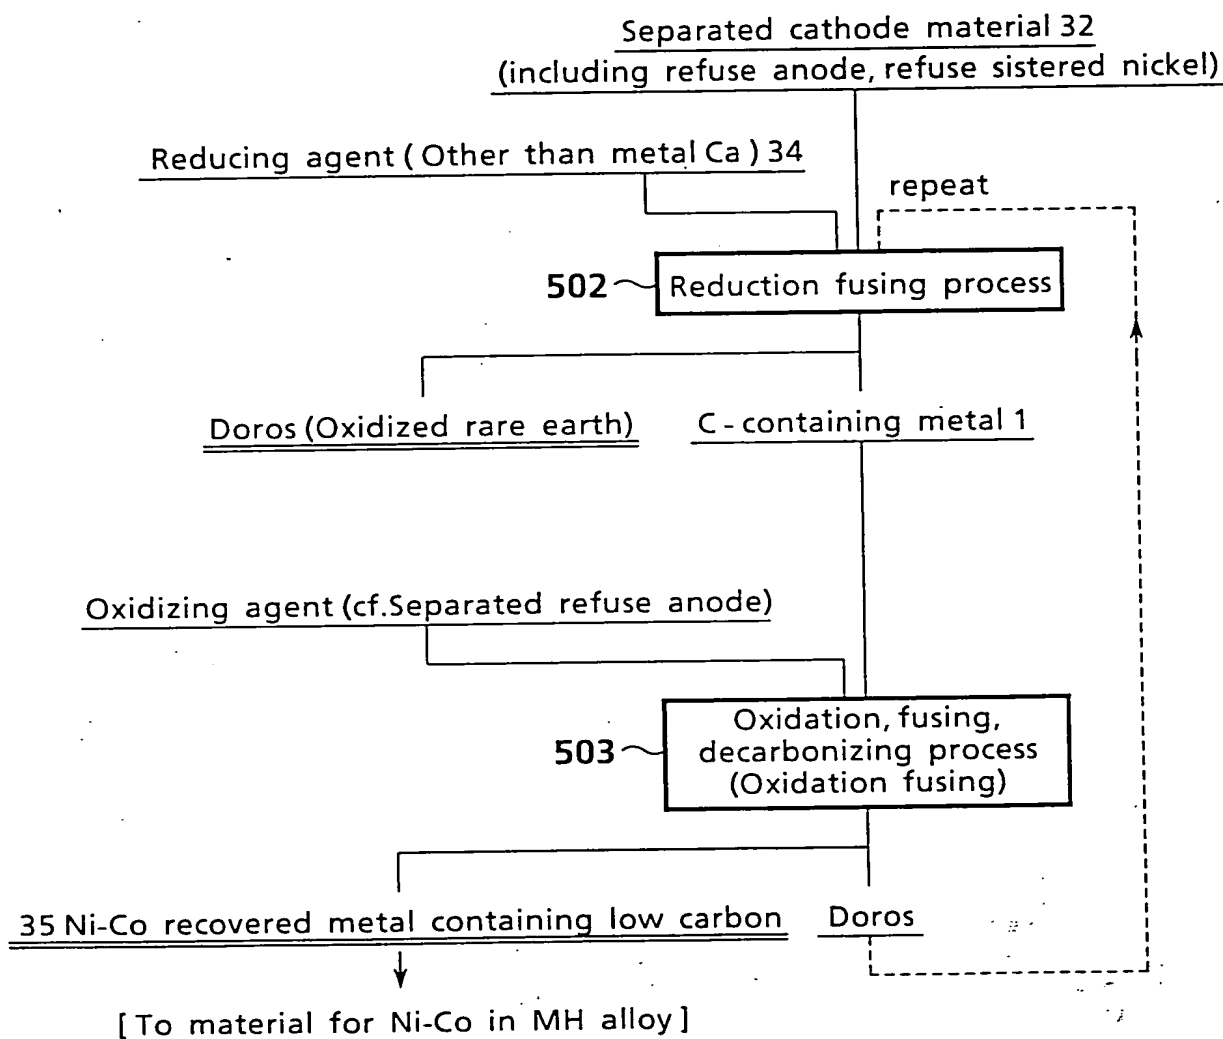 Separated cathode material 32
(including refuse anode, refuse sistered nickel)
Reducing agent (Other than metal Ca) 34
repeat
502 Reduction fusing process
Doros (Oxidized rare earth) C-containing metal 1
Oxidizing agent (cf.Separated refuse anode)
Oxidation, fusing,
503 decarbonizing process
(Oxidation fusing)
35 Ni-Co recovered metal containing low carbon Doros
[To material for Ni-Co in MH alloy]